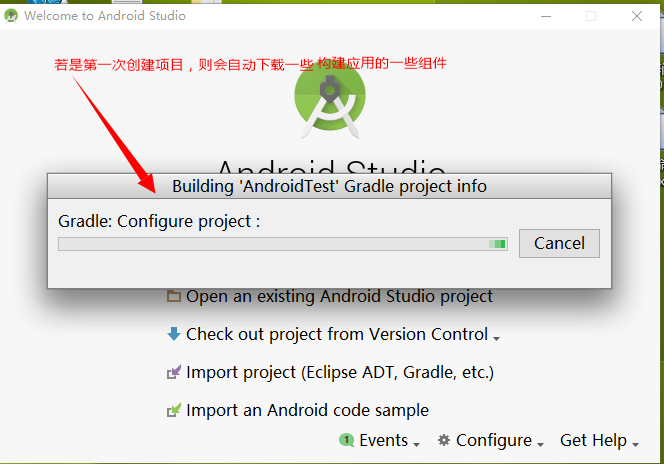 Welcome to Android Studio
若是第一次创建项目，则会自动下载一些 构建应用的一些组件
Android Studio
Building 'AndroidTest' Gradle project info
Gradle: Configure project :
Cancel
Open an existing Android Studio project
Check out project from Version Control
Import project (Eclipse ADT, Gradle, etc.)
Import an Android code sample
1 Events Configure Get Help